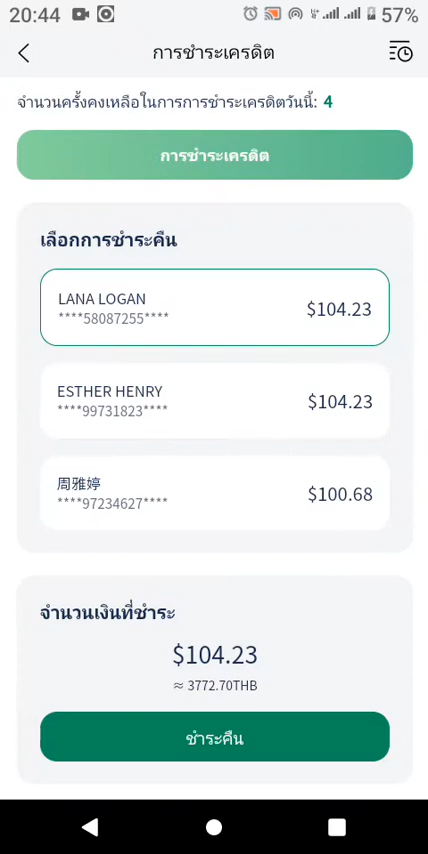 20:44
57%
การชำระเครดิต
จำนวนครั้งคงเหลือในการการชำระเครดิตวันนี้: 4
การชำระเครดิต
เลือกการชำระคืน
LANA LOGAN
****58087255****
$104.23
ESTHER HENRY
****99731823****
$104.23
周雅婷
****97234627****
$100.68
จำนวนเงินที่ชำระ
$104.23
≈ 3772.70THB
ชำระคืน